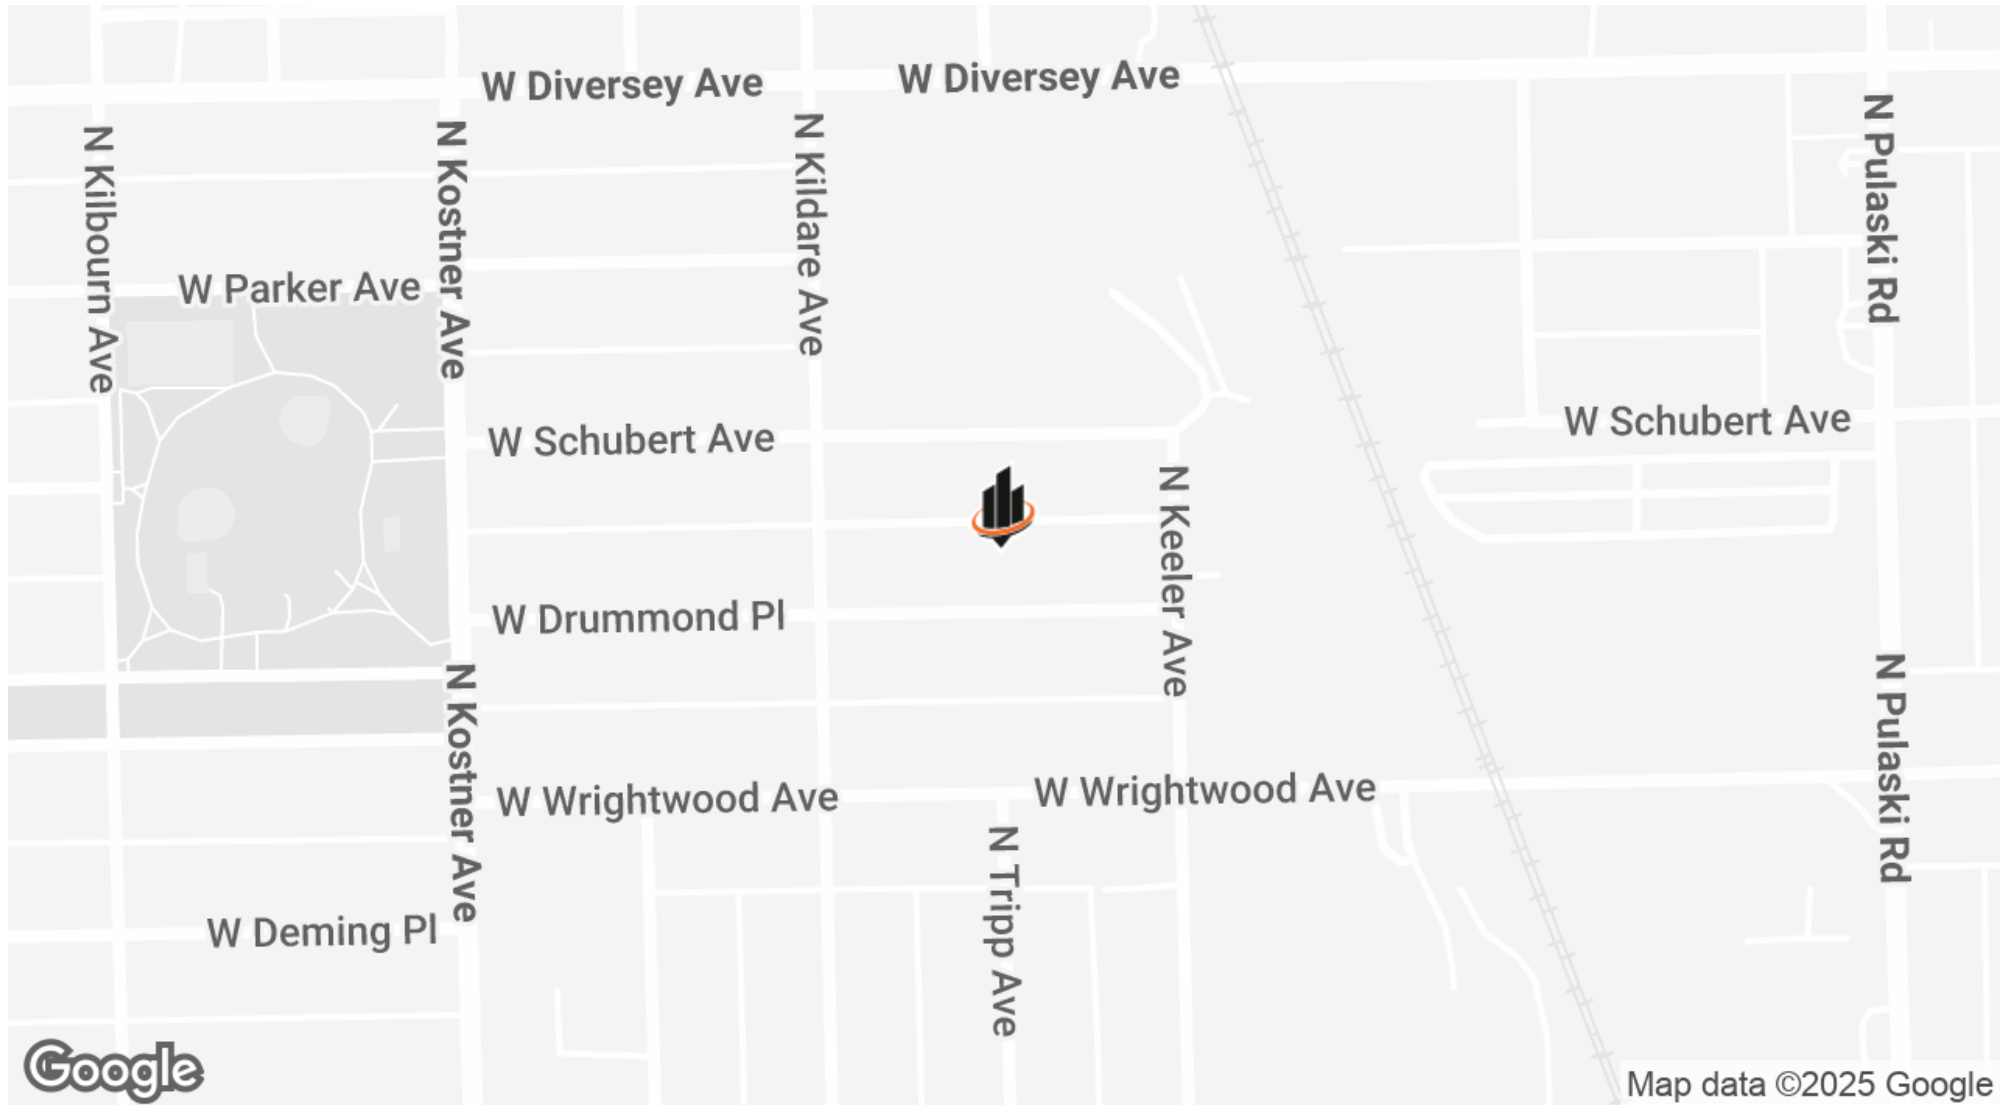 W Diversey Ave
W Diversey Ave
N Kilbourn Ave
N Kostner Ave
N Kildare Ave
N Pulaski Rd
W Parker Ave
W Schubert Ave
W Schubert Ave
N Keeler Ave
W Drummond Pl
N Kostner Ave
N Pulaski Rd
W Wrightwood Ave
W Wrightwood Ave
N Tripp Ave
W Deming Pl
Google
Map data ©2025 Google